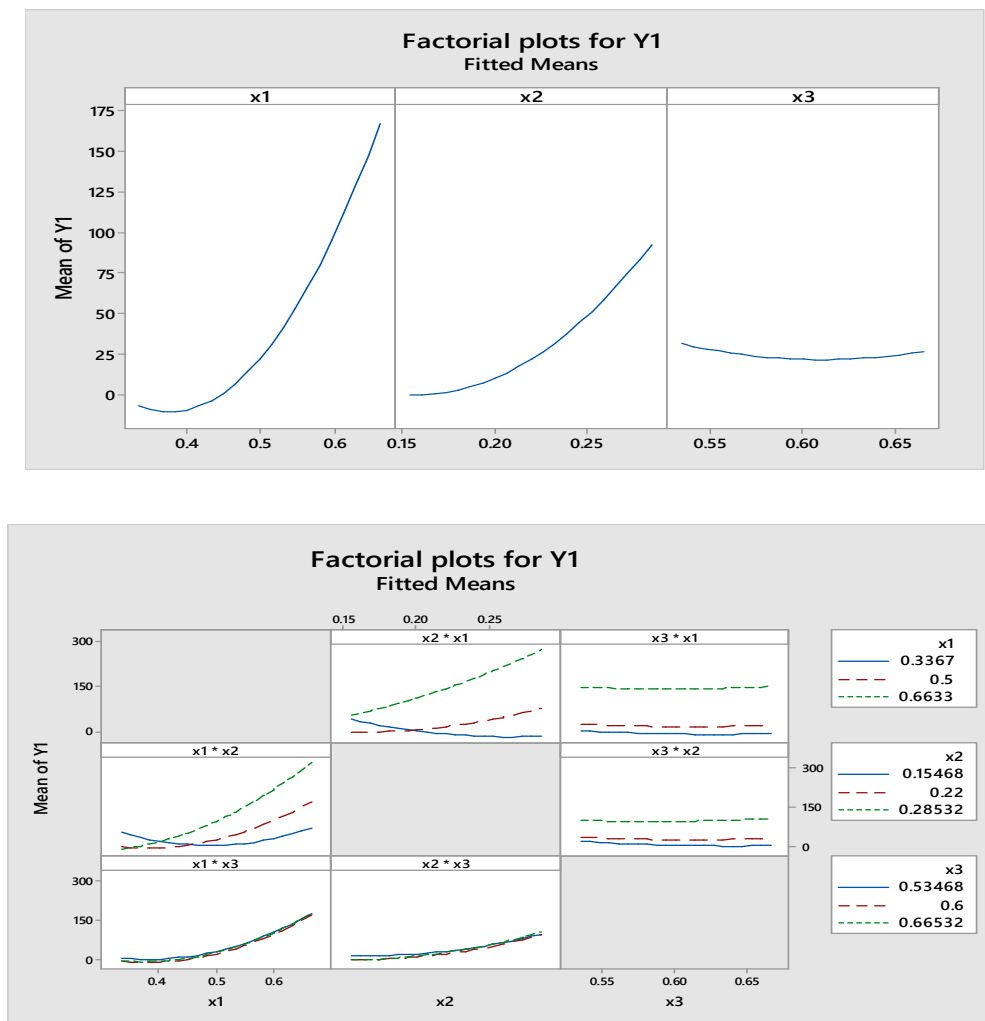 Factorial plots for Y1
Fitted Means
x1 x2 x3
175
150
125
100
75
50
25
0
Mean of Y1
0.4 0.5 0.6 0.15 0.20 0.25 0.55 0.60 0.65
Factorial plots for Y1
Fitted Means
0.15 0.20 0.25
x2 * x1 x3 * x1
300
150
0
x1
0.3367
0.5
0.6633
x1 * x2 x3 * x2
300
150
0
x2
0.15468
0.22
0.28532
Mean of Y1
x1 * x3 x2 * x3
300
150
0
x3
0.53468
0.6
0.66532
0.4 0.5 0.6 0.55 0.60 0.65
x1 x2 x3